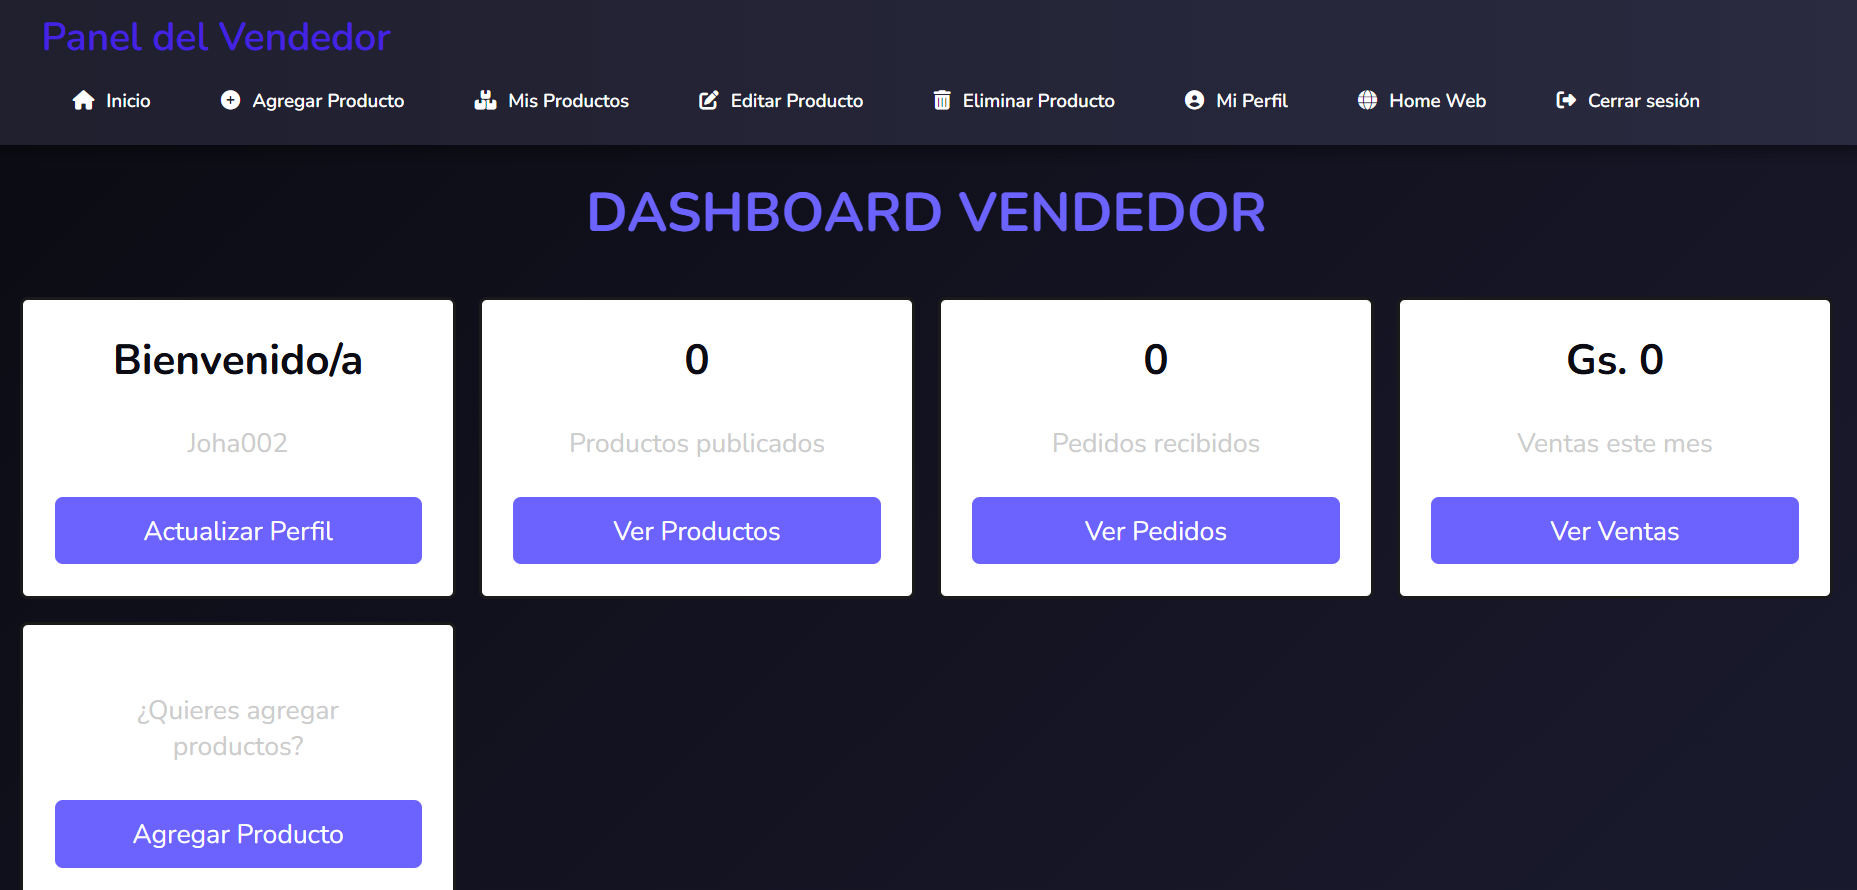 Panel del Vendedor
Inicio
Agregar Producto
Mis Productos
Editar Producto
Eliminar Producto
Mi Perfil
Home Web
Cerrar sesión
DASHBOARD VENDEDOR
Bienvenido/a
Joha002
Actualizar Perfil
0
Productos publicados
Ver Productos
0
Pedidos recibidos
Ver Pedidos
Gs. 0
Ventas este mes
Ver Ventas
¿Quieres agregar
productos?
Agregar Producto